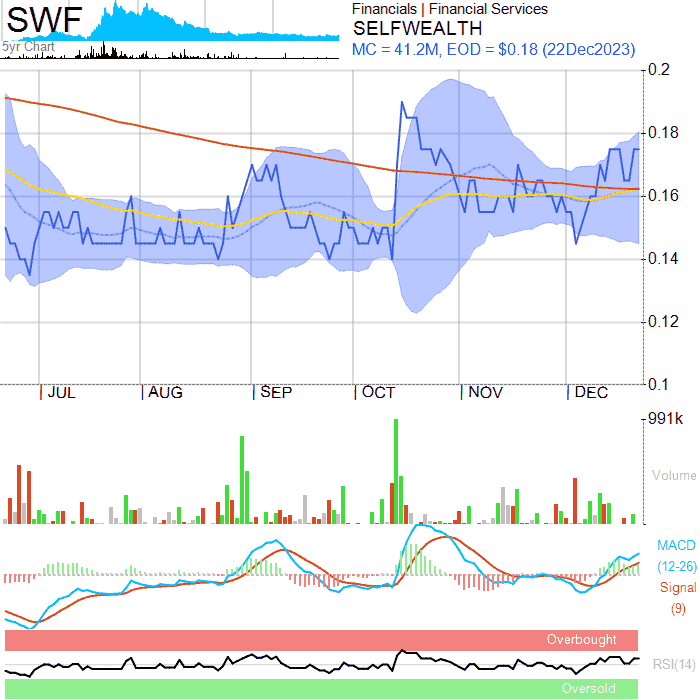 SWF
5yr Chart
Financials | Financial Services
SELFWEALTH
MC = 41.2M, EOD = $0.18 (22Dec2023)
0.2
0.18
0.16
0.14
0.12
0.1
JUL AUG SEP OCT NOV DEC
991k
Volume
MACD
(12-26)
Signal
(9)
Overbought
RSI(14)
Oversold